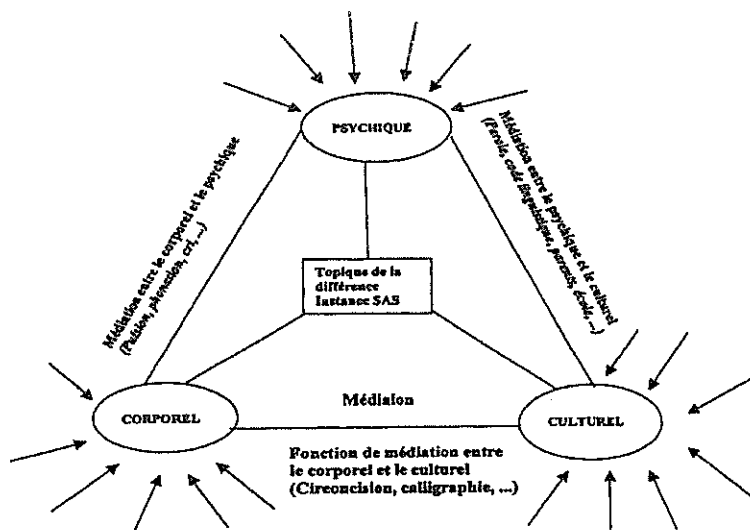 PSYCHIQUE
Médiation entre le corporel et le psychique
(Pulsion, phonation, cri, ...)
Médiation entre le psychique et le culturel
(Parole, code linguistique, parents, école, ...)
Topique de la
différence
Instance SAS
CORPOREL
Médiaion
CULTUREL
Fonction de médiation entre
le corporel et le culturel
(Circoncision, calligraphie, ...)